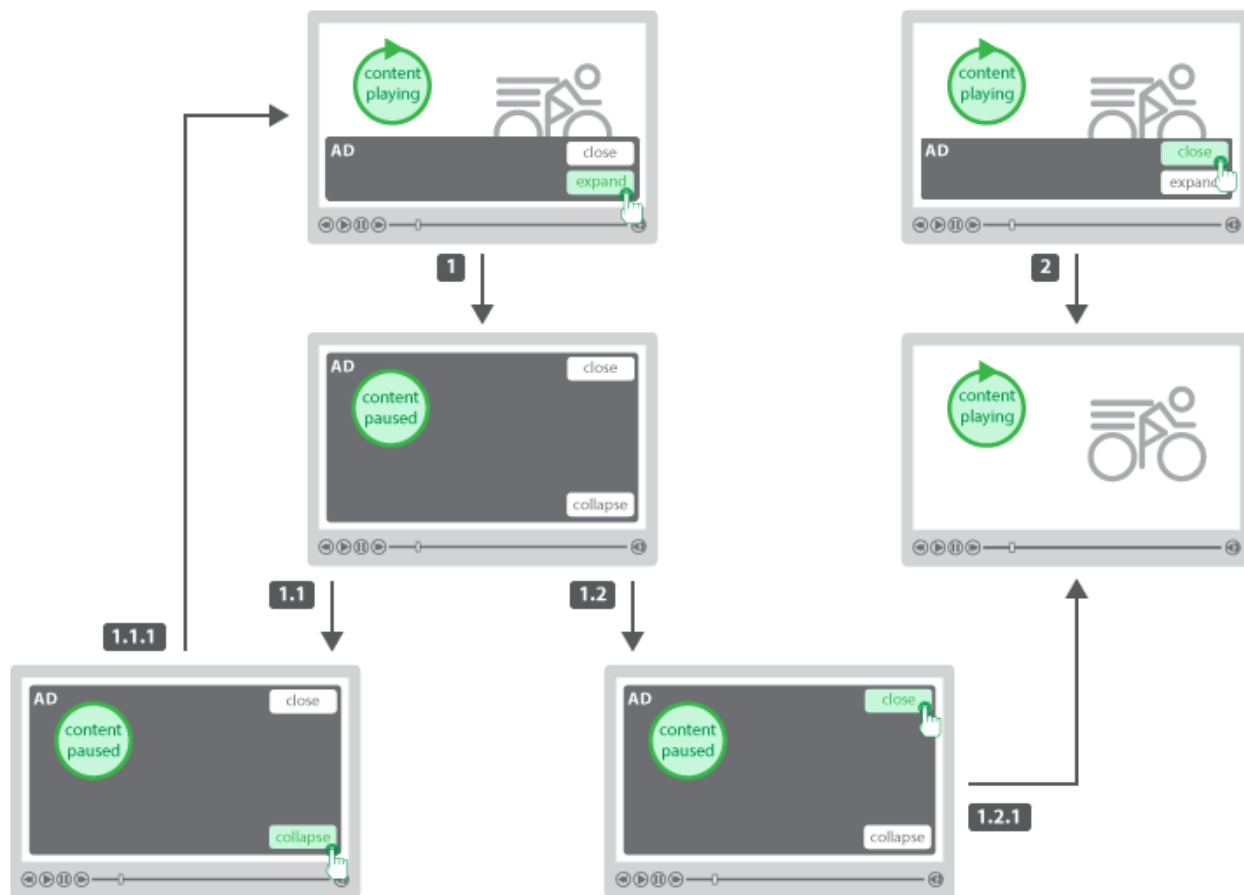 content
playing
AD
close
expand
content
playing
AD
close
expand
1
2
AD
close
content
paused
collapse
content
playing
1.1
1.2
1.1.1
AD
close
content
paused
collapse
AD
close
content
paused
collapse
1.2.1